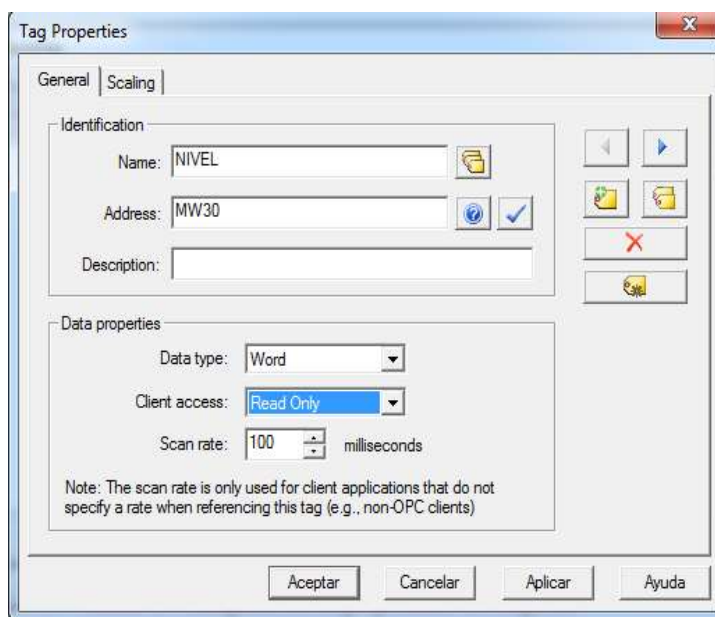 Tag Properties
General Scaling
Identification
Name: NIVEL
Address: MW30
Description:
Data properties
Data type: Word
Client access: Read Only
Scan rate: 100 milliseconds
Note: The scan rate is only used for client applications that do not
specify a rate when referencing this tag (e.g., non-OPC clients)
Aceptar Cancelar Aplicar Ayuda